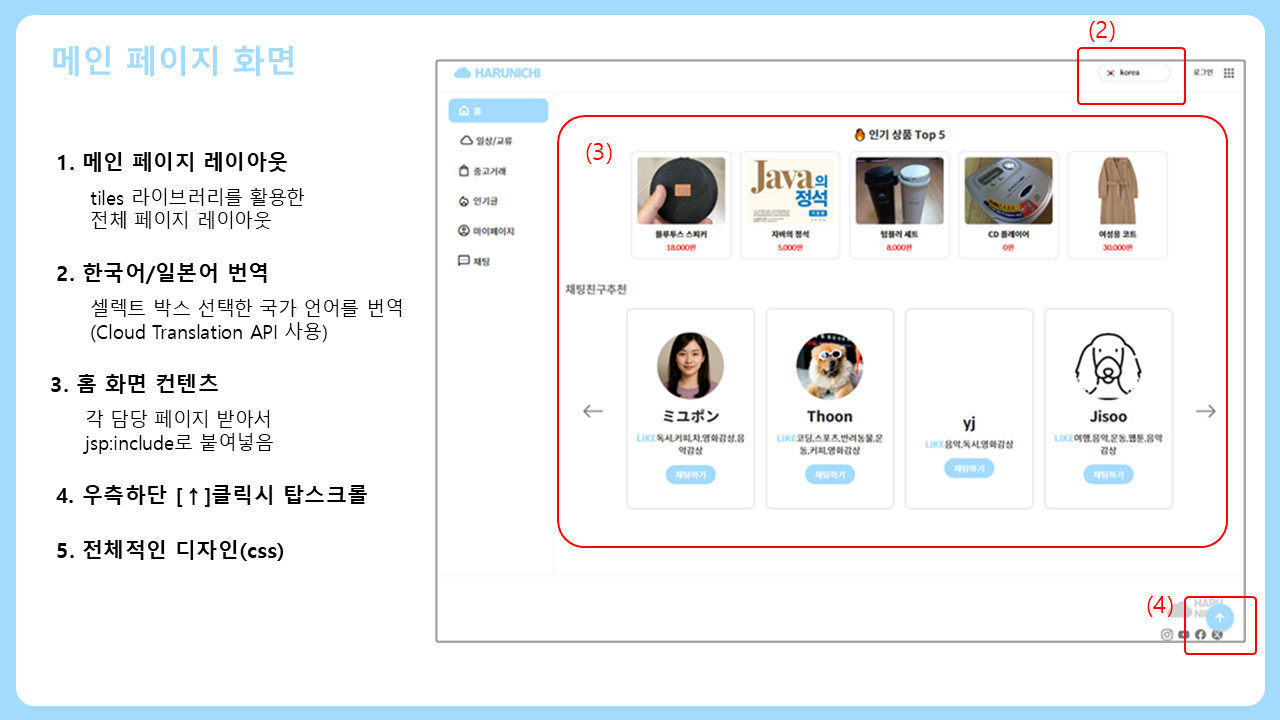 메인 페이지 화면
1. 메인 페이지 레이아웃
tiles 라이브러리를 활용한
전체 페이지 레이아웃
2. 한국어/일본어 번역
셀렉트 박스 선택한 국가 언어를 번역
(Cloud Translation API 사용)
3. 홈 화면 컨텐츠
각 담당 페이지 받아서
jsp:include로 붙여넣음
4. 우측하단 [↑]클릭시 탑스크롤
5. 전체적인 디자인(css)
(2)
HARUNICHI
korea
로그인
홈
일상/교류
중고거래
인기글
마이페이지
채팅
(3)
인기 상품 Top 5
Java의
정석
블루투스 스피커
18,000원
자바의 정석
5,000원
텀블러 세트
8,000원
CD 플레이어
0원
여성용 코트
30,000원
채팅친구추천
ミユポン
LIKE독서,커피,차,영화감상,음
악감상
채팅하기
Thoon
LIKE코딩,스포츠,반려동물,운
동,커피,영화감상
채팅하기
yj
LIKE음악,독서,영화감상
채팅하기
Jisoo
LIKE여행,음악,운동,웹툰,음악
감상
채팅하기
(4)
HARU
NIC